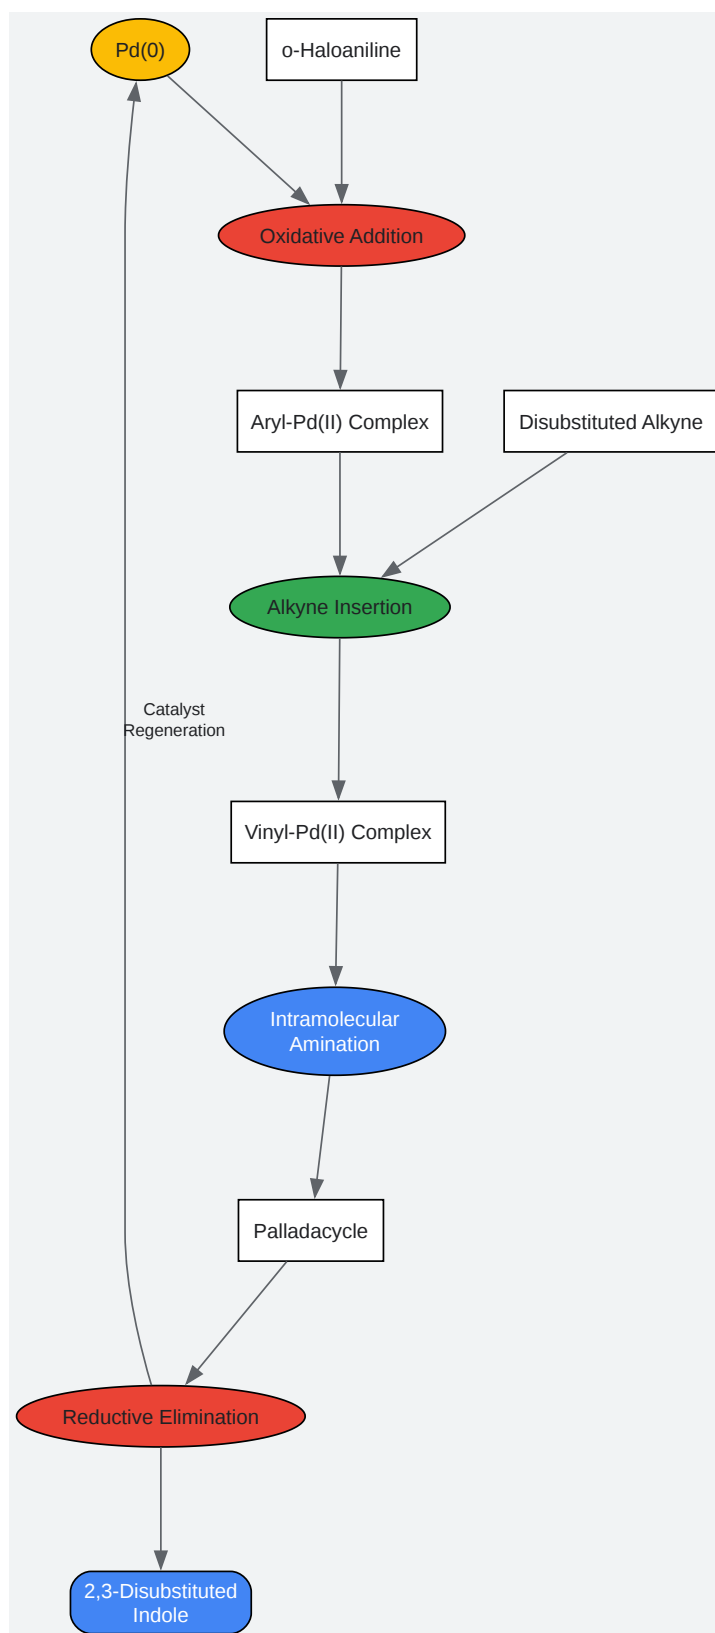 Pd(0)
o-Haloaniline
Oxidative Addition
Aryl-Pd(II) Complex
Disubstituted Alkyne
Alkyne Insertion
Catalyst
Regeneration
Vinyl-Pd(II) Complex
Intramolecular
Amination
Palladacycle
Reductive Elimination
2,3-Disubstituted
Indole